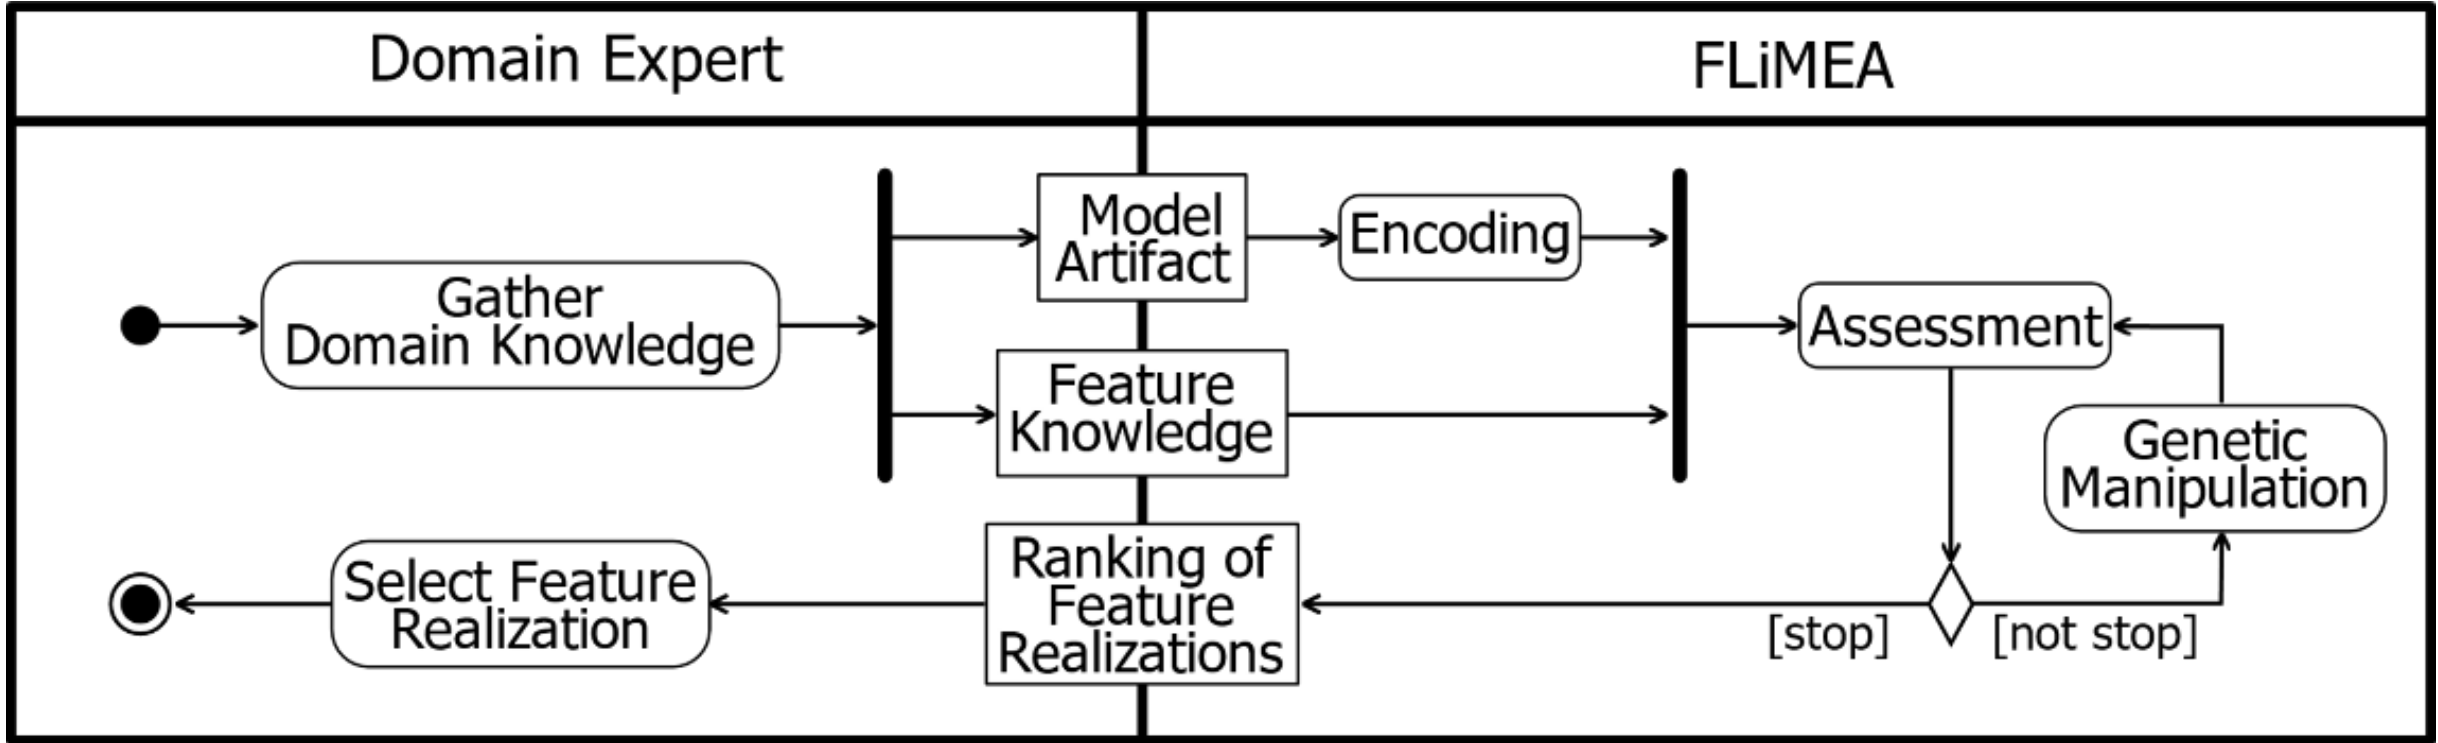 Domain Expert
FLiMEA
Gather
Domain Knowledge
Model
Artifact
Encoding
Feature
Knowledge
Assessment
Genetic
Manipulation
[stop]
[not stop]
Ranking of
Feature
Realizations
Select Feature
Realization